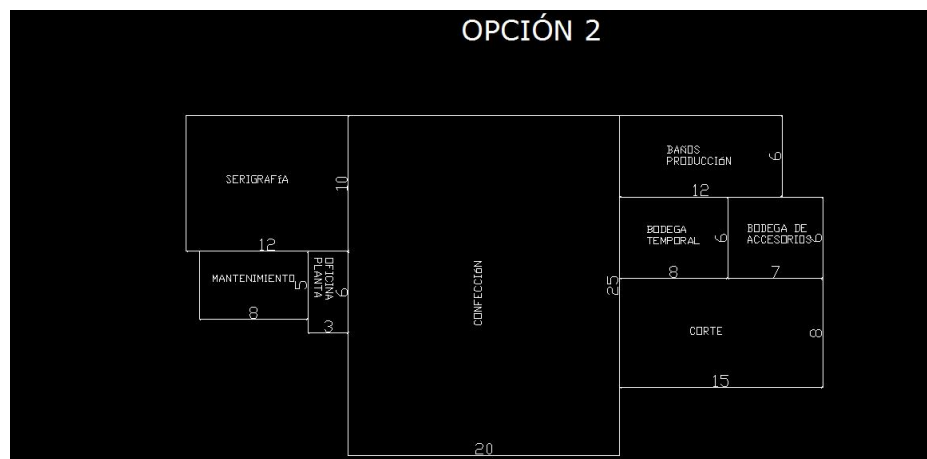 OPCIÓN 2
SERIGRAFÍA
10
12
MANTENIMIENTO
5
8
OFICINA
PLANTA
6
3
CONFECCIÓN
25
20
BAÑOS
PRODUCCIÓN
6
12
BODEGA
TEMPORAL
6
8
BODEGA DE
ACCESORIOS
6
7
CORTE
8
15